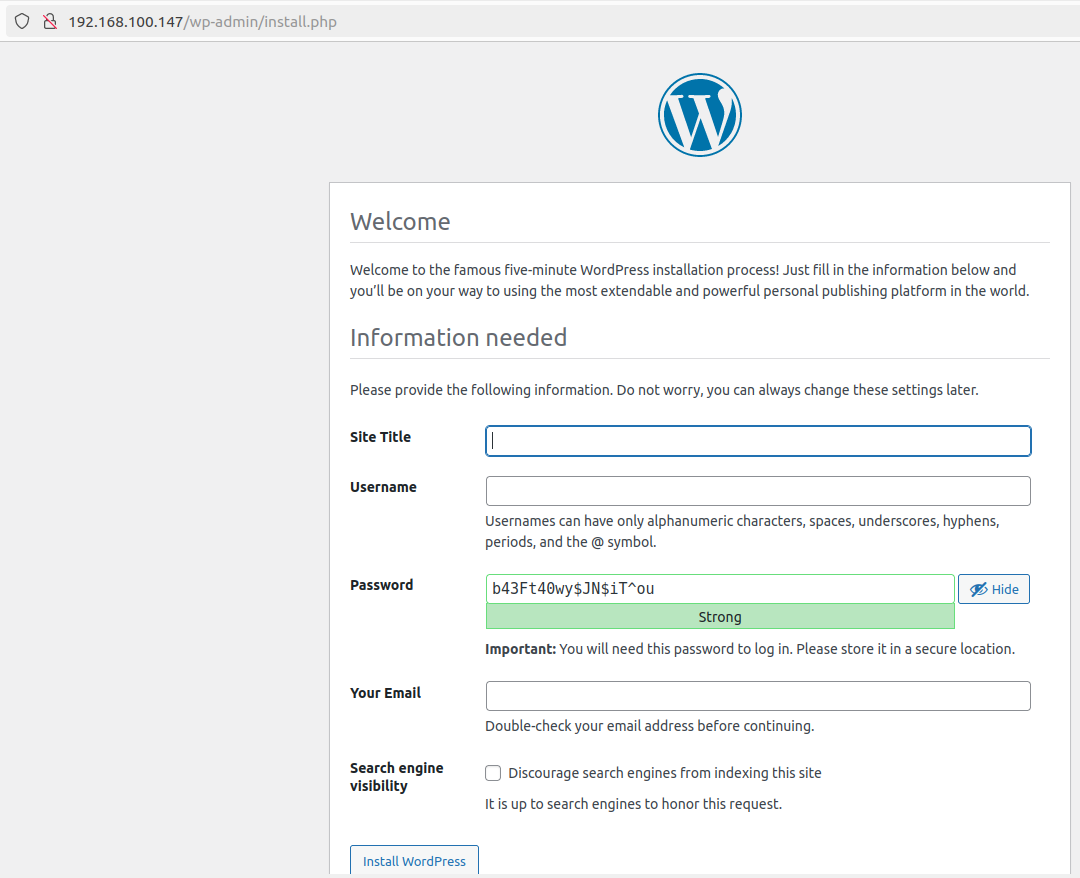 192.168.100.147/wp-admin/install.php
Welcome
Welcome to the famous five-minute WordPress installation process! Just fill in the information below and
you’ll be on your way to using the most extendable and powerful personal publishing platform in the world.
Information needed
Please provide the following information. Do not worry, you can always change these settings later.
Site Title
Username
Usernames can have only alphanumeric characters, spaces, underscores, hyphens,
periods, and the @ symbol.
Password
b43Ft40wy$JN$iT^ou
Hide
Strong
Important: You will need this password to log in. Please store it in a secure location.
Your Email
Double-check your email address before continuing.
Search engine
visibility
Discourage search engines from indexing this site
It is up to search engines to honor this request.
Install WordPress